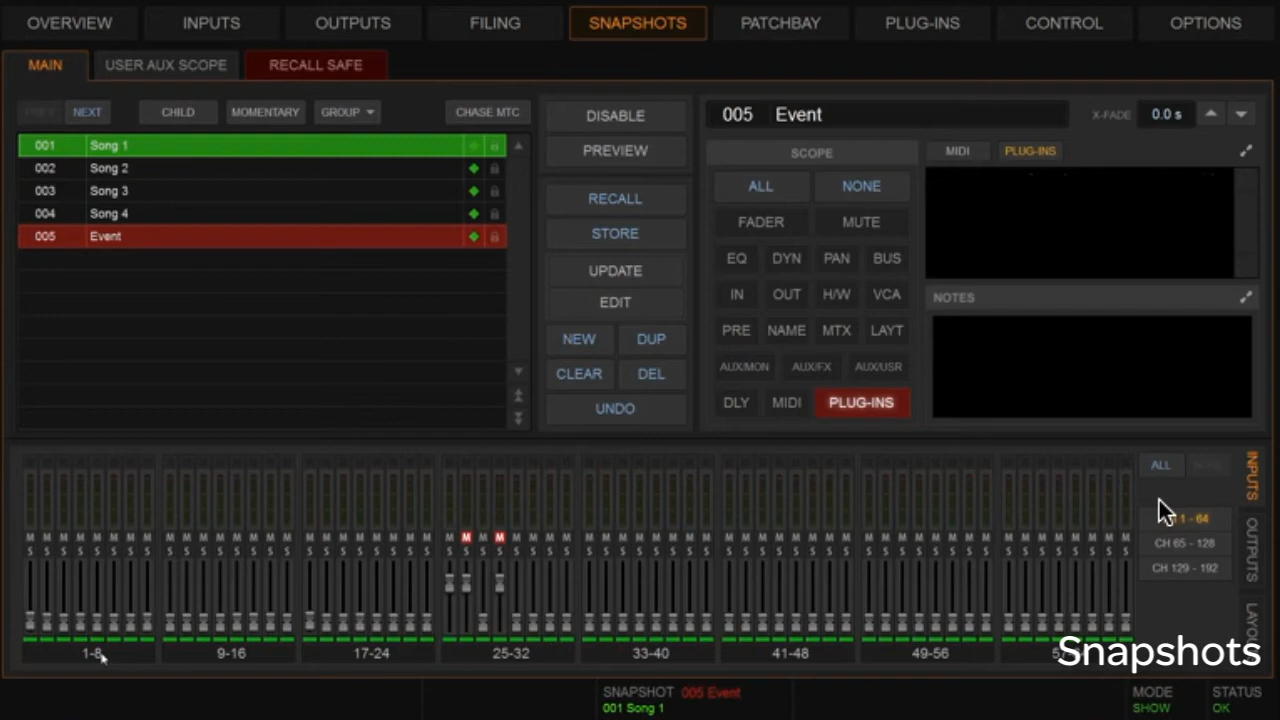 OVERVIEW INPUTS OUTPUTS FILING SNAPSHOTS PATCHBAY PLUG-INS CONTROL OPTIONS
MAIN USER AUX SCOPE RECALL SAFE
NEXT CHILD MOMENTARY GROUP CHASE MTC
001 Song 1
002 Song 2
003 Song 3
004 Song 4
005 Event
DISABLE
PREVIEW
RECALL
STORE
UPDATE
EDIT
NEW DUP
CLEAR DEL
UNDO
005 Event X-FADE 0.0 s
SCOPE
ALL NONE
FADER MUTE
EQ DYN PAN BUS
IN OUT H/W VCA
PRE NAME MTX LAYT
AUX/MON AUX/FX AUX/USR
DLY MIDI PLUG-INS
MIDI PLUG-INS
NOTES
M M M M M M M M M M M M M M M M M M M M M M M M M M M M M M M M M M M M M M M M M M M M M M M M M M M M M M M M M M M M M M M M
S S S S S S S S S S S S S S S S S S S S S S S S S S S S S S S S S S S S S S S S S S S S S S S S S S S S S S S S S S S S S S S S
1-8 9-16 17-24 25-32 33-40 41-48 49-56
ALL
1 - 64
CH 65 - 128
CH 129 - 192
INPUTS
OUTPUTS
Snapshots
SNAPSHOT 005 Event
001 Song 1
MODE
SHOW
STATUS
OK